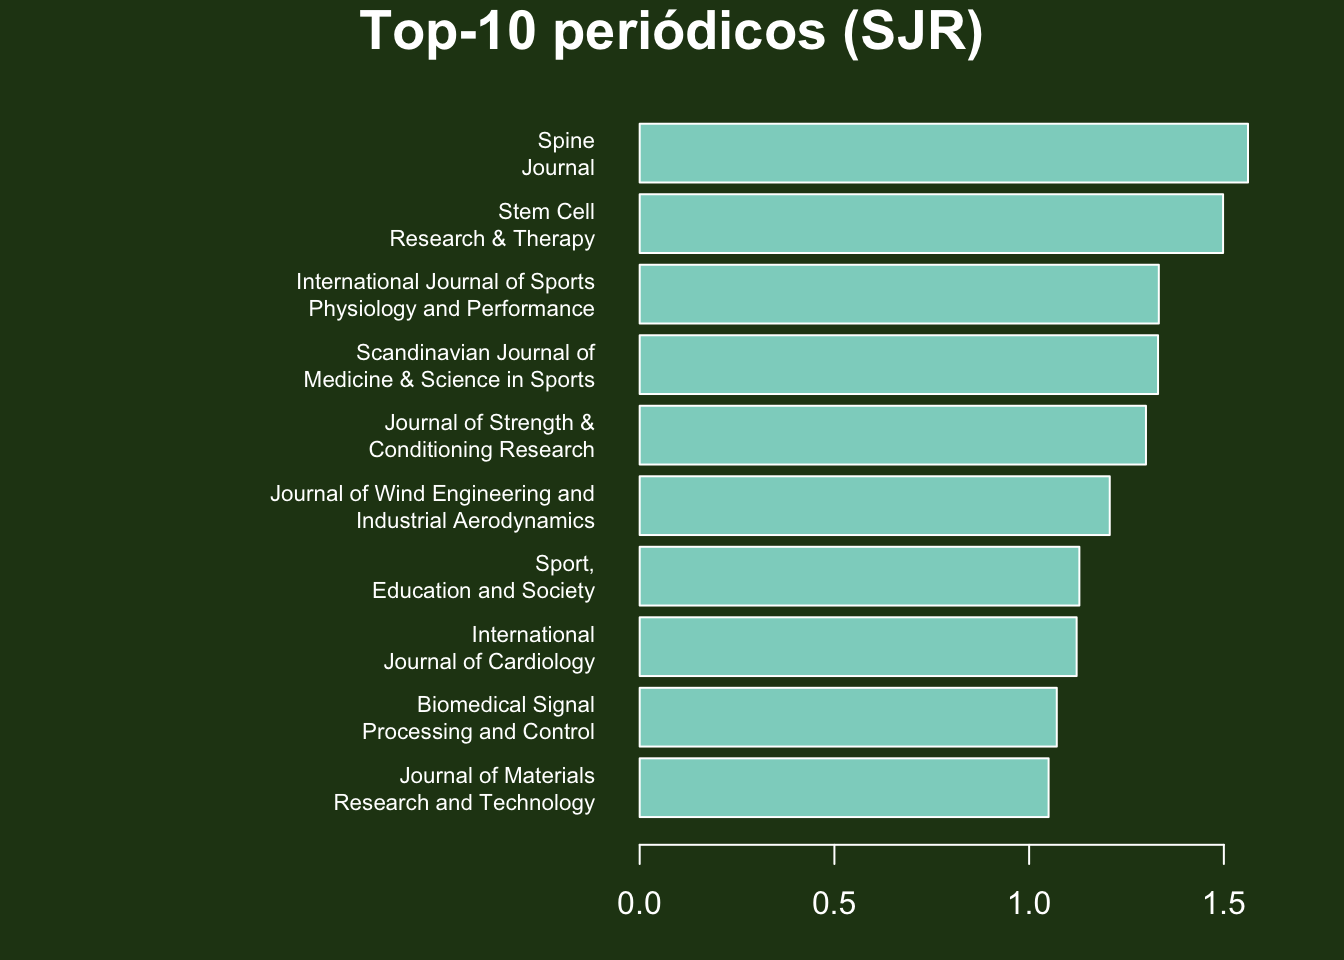 Top-10 periódicos (SJR)
Spine
Journal
Stem Cell
Research & Therapy
International Journal of Sports
Physiology and Performance
Scandinavian Journal of
Medicine & Science in Sports
Journal of Strength &
Conditioning Research
Journal of Wind Engineering and
Industrial Aerodynamics
Sport,
Education and Society
International
Journal of Cardiology
Biomedical Signal
Processing and Control
Journal of Materials
Research and Technology
0.0 0.5 1.0 1.5